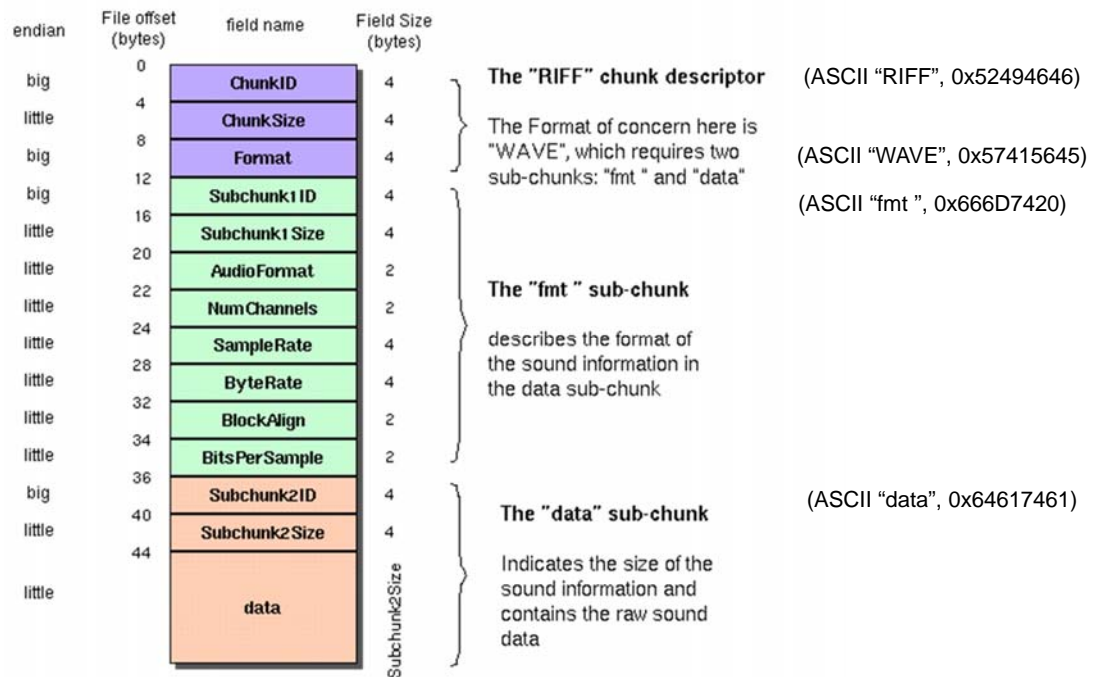 endian
File offset
(bytes)
field name
Field Size
(bytes)
0
big
ChunkID
4
The "RIFF" chunk descriptor
(ASCII “RIFF”, 0x52494646)
4
little
ChunkSize
4
The Format of concern here is
"WAVE", which requires two
sub-chunks: "fmt " and "data"
8
big
Format
4
(ASCII “WAVE”, 0x57415645)
12
big
Subchunk1ID
4
(ASCII “fmt ”, 0x666D7420)
16
little
Subchunk1Size
4
20
little
AudioFormat
2
The "fmt " sub-chunk
22
little
NumChannels
2
describes the format of
the sound information in
the data sub-chunk
24
little
SampleRate
4
28
little
ByteRate
4
32
little
BlockAlign
2
34
little
BitsPerSample
2
36
big
Subchunk2ID
4
The "data" sub-chunk
(ASCII “data”, 0x64617461)
40
little
Subchunk2Size
4
44
Indicates the size of the
sound information and
contains the raw sound
data
little
data
Subchunk2Size